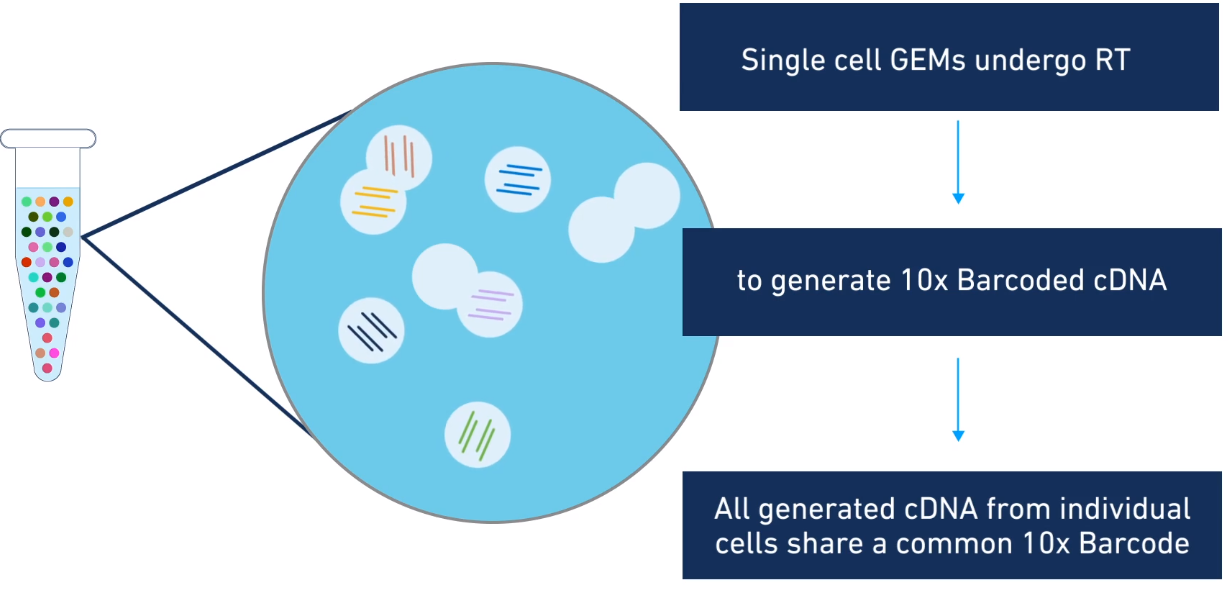 Single cell GEMs undergo RT
to generate 10x Barcoded cDNA
All generated cDNA from individual
cells share a common 10x Barcode